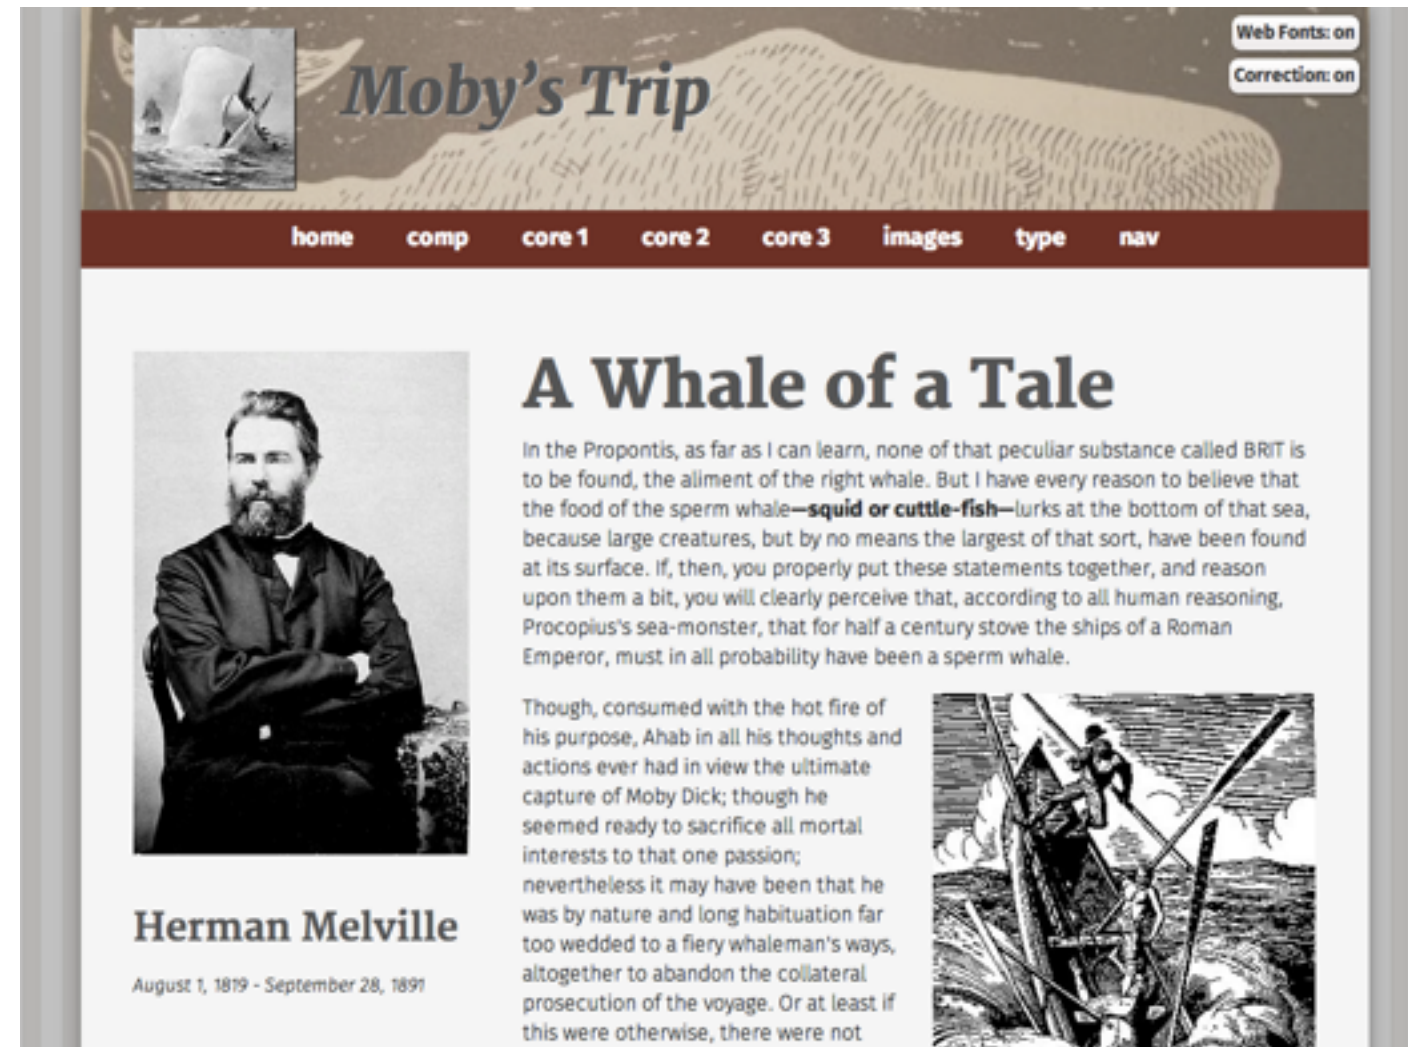 Web Fonts: on
Moby's Trip
Correction: on
home comp core 1 core 2 core 3 images type nav
A Whale of a Tale
In the Propontis, as far as I can learn, none of that peculiar substance called BRIT is
to be found, the aliment of the right whale. But I have every reason to believe that
the food of the sperm whale—squid or cuttle-fish—lurks at the bottom of that sea,
because large creatures, but by no means the largest of that sort, have been found
at its surface. If, then, you properly put these statements together, and reason
upon them a bit, you will clearly perceive that, according to all human reasoning,
Procopius's sea-monster, that for half a century stove the ships of a Roman
Emperor, must in all probability have been a sperm whale.
Though, consumed with the hot fire of
his purpose, Ahab in all his thoughts and
actions ever had in view the ultimate
capture of Moby Dick; though he
seemed ready to sacrifice all mortal
interests to that one passion;
nevertheless it may have been that he
was by nature and long habituation far
too wedded to a fiery whaleman's ways,
altogether to abandon the collateral
prosecution of the voyage. Or at least if
this were otherwise, there were not
Herman Melville
August 1, 1819 - September 28, 1891